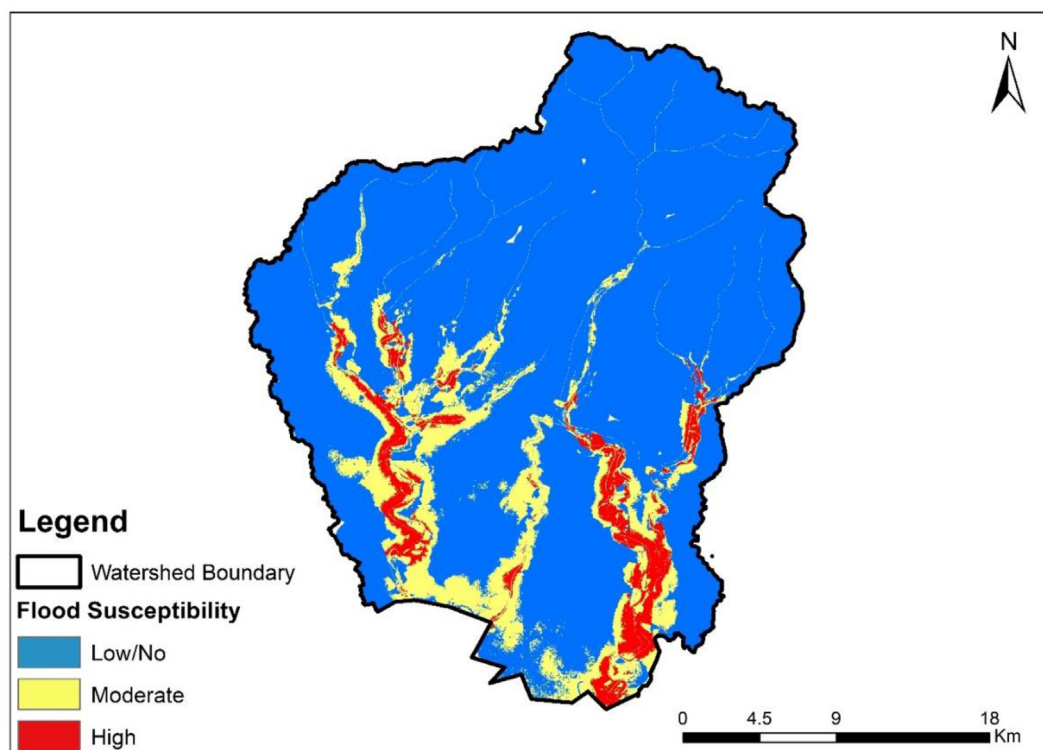 N
Legend
Watershed Boundary
Flood Susceptibility
Low/No
Moderate
High
0 4.5 9 18
Km